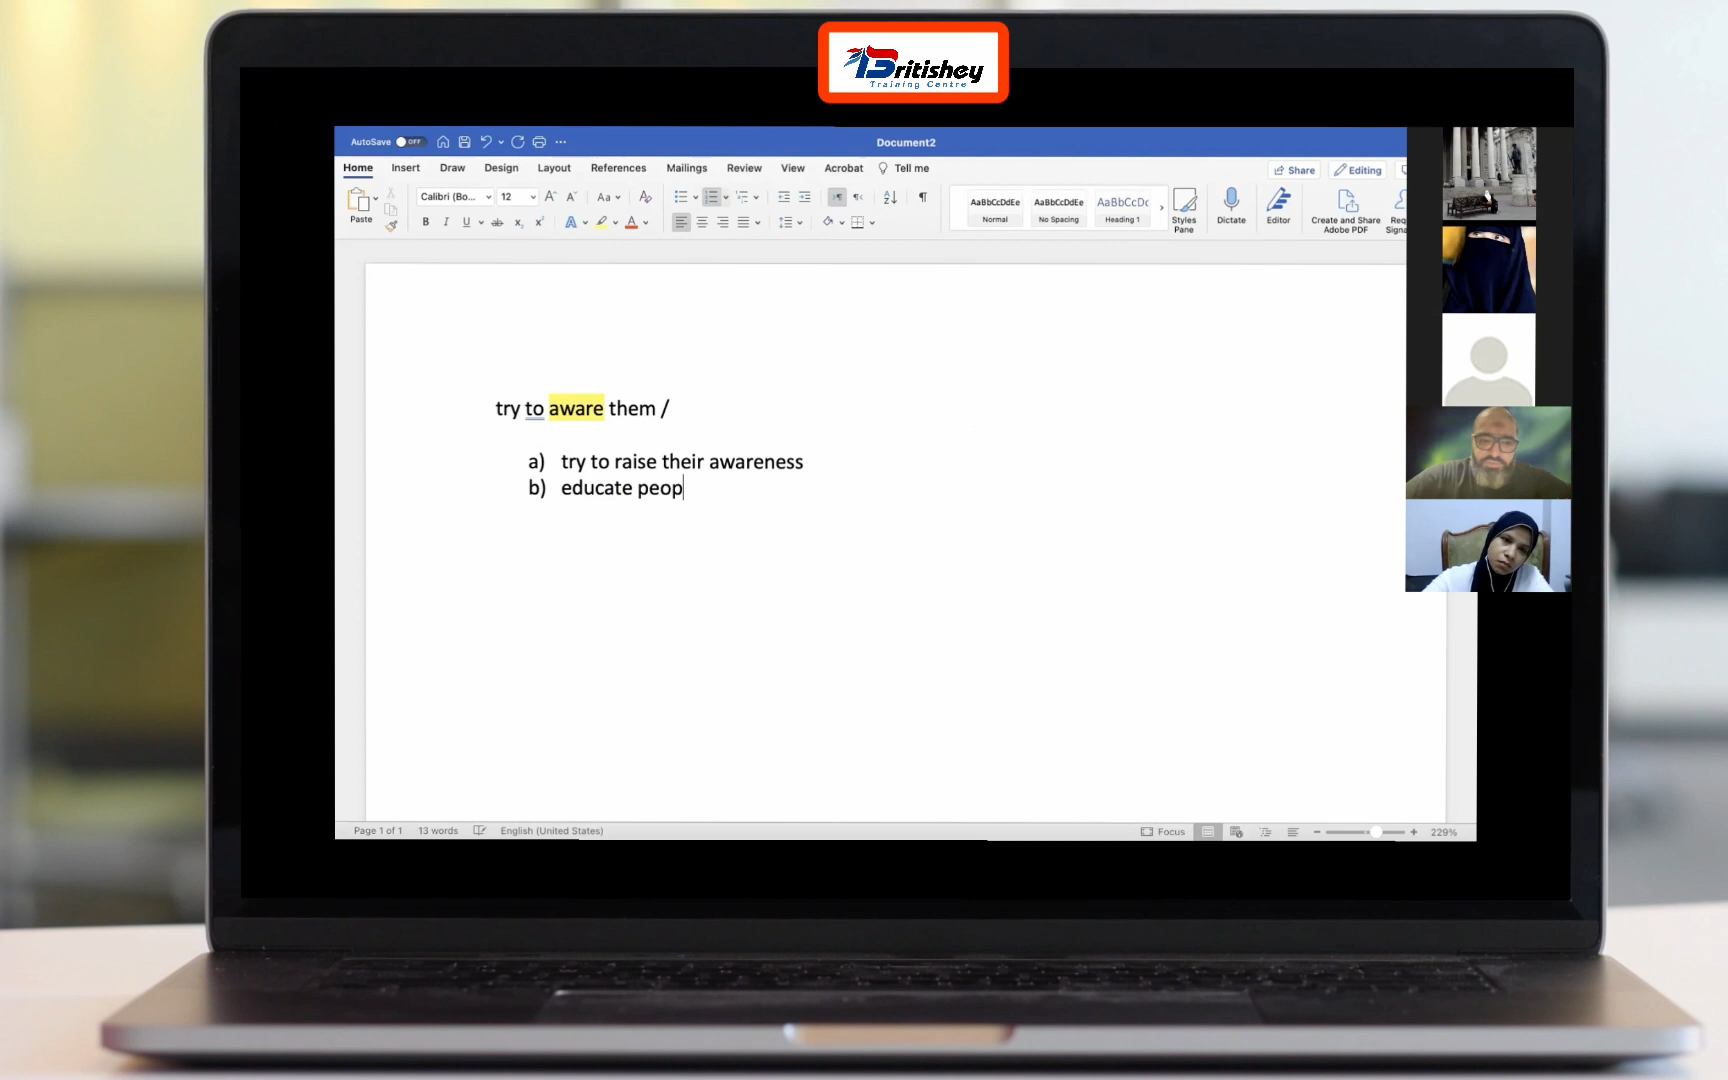 Britishey
Training Centre
AutoSave OFF
Document2
Home Insert Draw Design Layout References Mailings Review View Acrobat Tell me
Share Editing
Calibri (Bo... 12
Aa
AaBbCcDdEe AaBbCcDdEe AaBbCcDc
Normal No Spacing Heading 1
Paste
Styles Pane
Dictate
Editor
Create and Share Adobe PDF
Req Signa
try to aware them /
a) try to raise their awareness
b) educate peop
Page 1 of 1 13 words English (United States)
Focus 229%